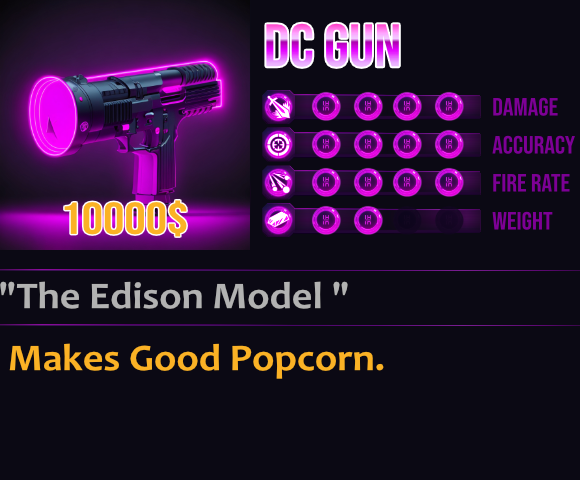 DC GUN
DAMAGE
ACCURACY
FIRE RATE
WEIGHT
10000$
"The Edison Model "
Makes Good Popcorn.